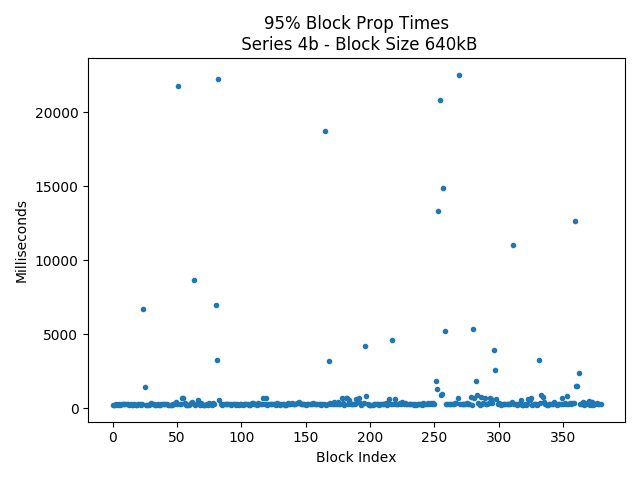 95% Block Prop Times
Series 4b - Block Size 640kB
Milliseconds
20000
15000
10000
5000
0
0 50 100 150 200 250 300 350
Block Index